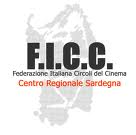 F.I.C.C.
Federazione Italiana Circoli del Cinema
Centro Regionale Sardegna